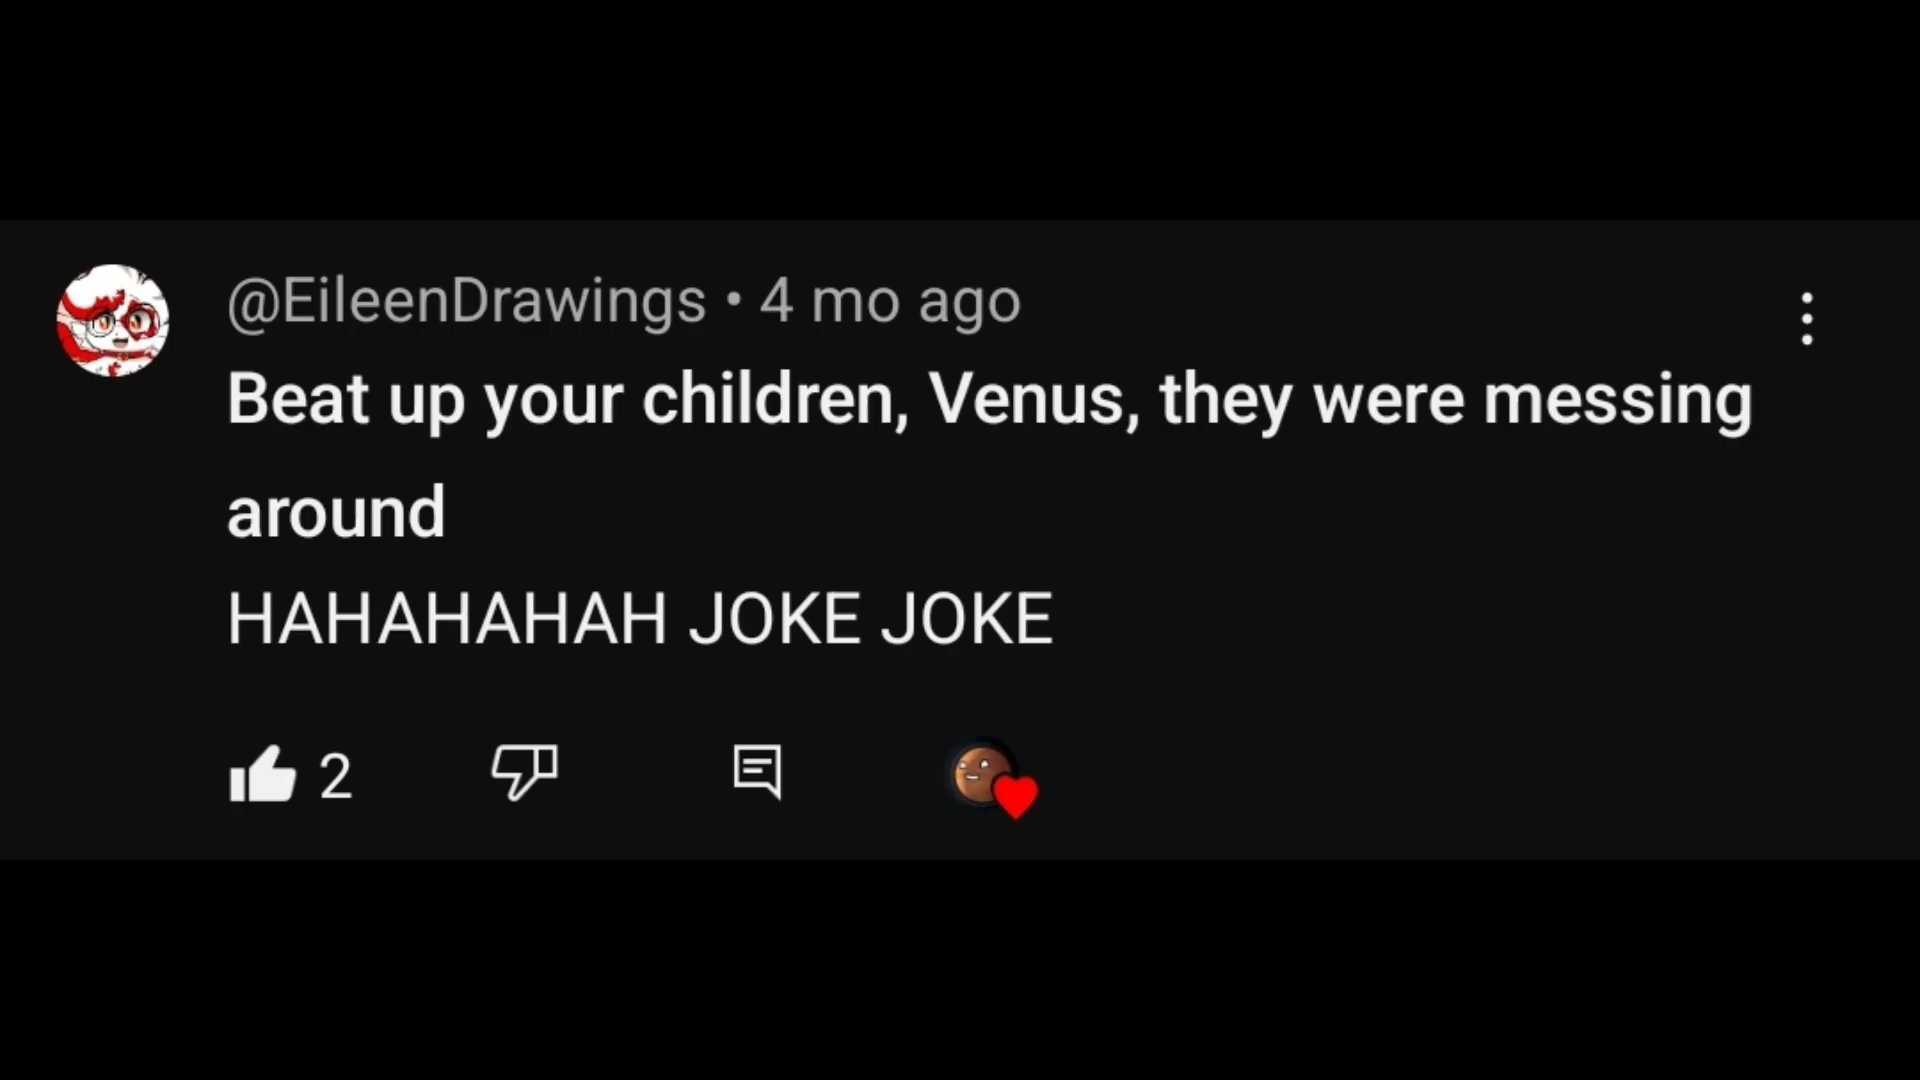 @EileenDrawings • 4 mo ago
Beat up your children, Venus, they were messing
around
HAHAHAHAH JOKE JOKE
2